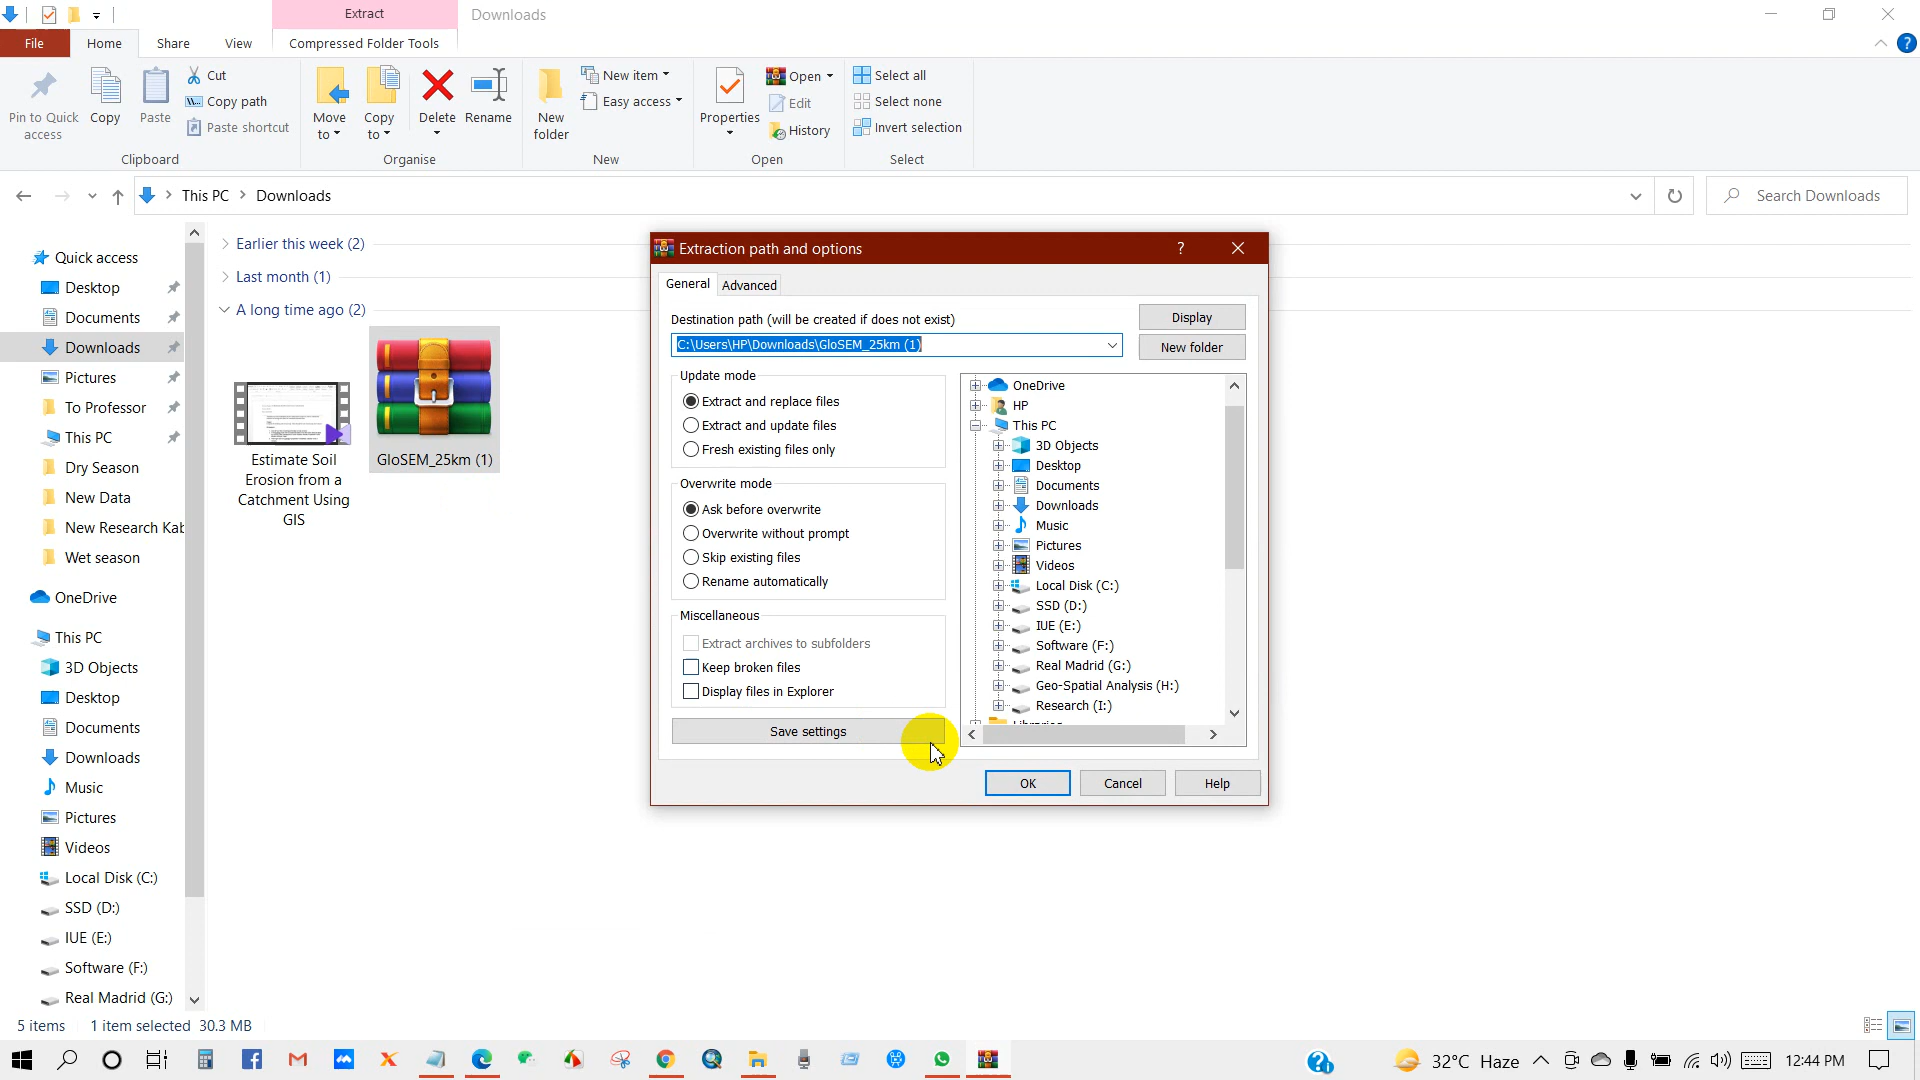 Extract
Downloads
File
Home
Share
View
Compressed Folder Tools
Pin to Quick
access
Copy
Paste
Cut
Copy path
Paste shortcut
Move
to
Copy
to
Delete
Rename
New
folder
New item
Easy access
Properties
Open
Edit
History
Select all
Select none
Invert selection
Clipboard
Organise
New
Open
Select
This PC
Downloads
Search Downloads
Quick access
Desktop
Documents
Downloads
Pictures
To Professor
This PC
Dry Season
New Data
New Research Kab
Wet season
OneDrive
This PC
3D Objects
Desktop
Documents
Downloads
Music
Pictures
Videos
Local Disk (C:)
SSD (D:)
IUE (E:)
Software (F:)
Real Madrid (G:)
Earlier this week (2)
Last month (1)
A long time ago (2)
Estimate Soil
Erosion from a
Catchment Using
GIS
GloSEM_25km (1)
Extraction path and options
?
General
Advanced
Destination path (will be created if does not exist)
C:\Users\HP\Downloads\GloSEM_25km (1)
Display
New folder
Update mode
Extract and replace files
Extract and update files
Fresh existing files only
Overwrite mode
Ask before overwrite
Overwrite without prompt
Skip existing files
Rename automatically
Miscellaneous
Extract archives to subfolders
Keep broken files
Display files in Explorer
Save settings
OneDrive
HP
This PC
3D Objects
Desktop
Documents
Downloads
Music
Pictures
Videos
Local Disk (C:)
SSD (D:)
IUE (E:)
Software (F:)
Real Madrid (G:)
Geo-Spatial Analysis (H:)
Research (I:)
OK
Cancel
Help
5 items
1 item selected 30.3 MB
32°C Haze
12:44 PM